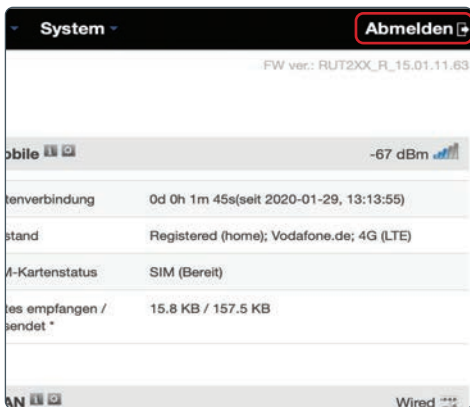 System Abmelden
FW ver.: RUT2XX_R_15.01.11.63
obile -67 dBm
tenverbindung 0d 0h 1m 45s(seit 2020-01-29, 13:13:55)
stand Registered (home); Vodafone.de; 4G (LTE)
M-Kartenstatus SIM (Bereit)
tes empfangen / 15.8 KB / 157.5 KB
sendet *
AN Wired